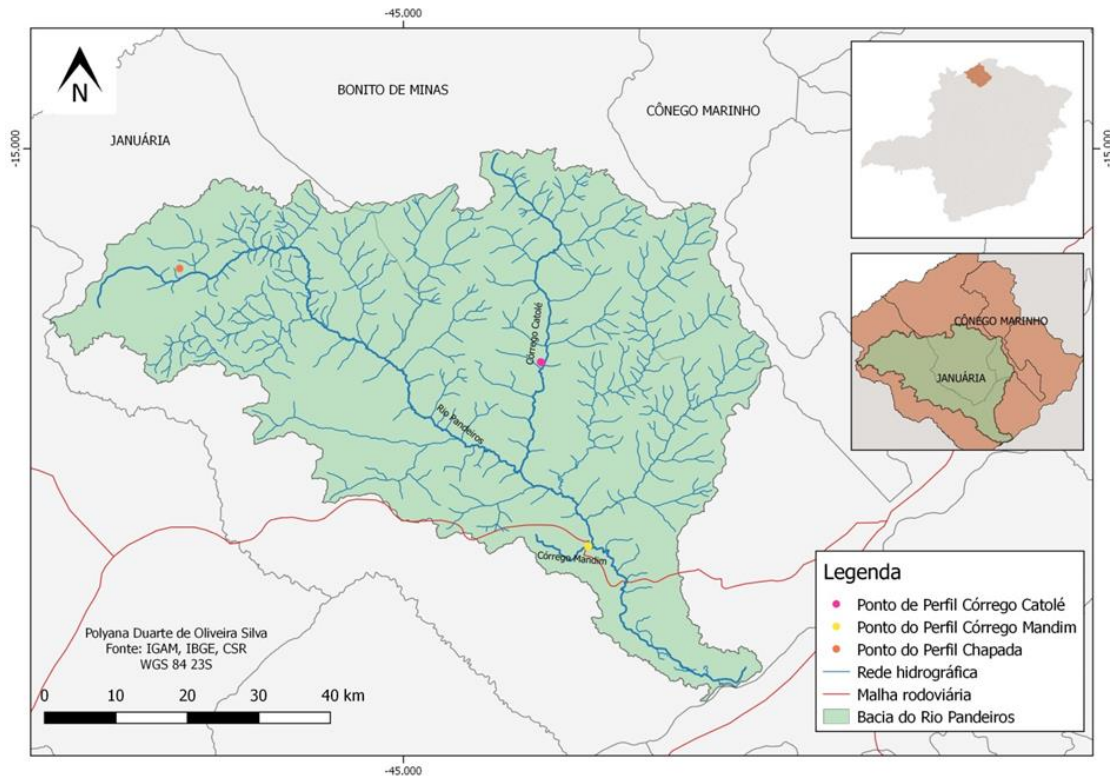 -45.000
N
BONITO DE MINAS
CÔNEGO MARINHO
JANUÁRIA
-15.000
-15.000
Córrego Catolé
Rio Pandeiros
Córrego Mandim
CÔNEGO MARINHO
JANUÁRIA
Legenda
Ponto de Perfil Córrego Catolé
Ponto do Perfil Córrego Mandim
Ponto do Perfil Chapada
Rede hidrográfica
Malha rodoviária
Bacia do Rio Pandeiros
Polyana Duarte de Oliveira Silva
Fonte: IGAM, IBGE, CSR
WGS 84 23S
0 10 20 30 40 km
-45.000